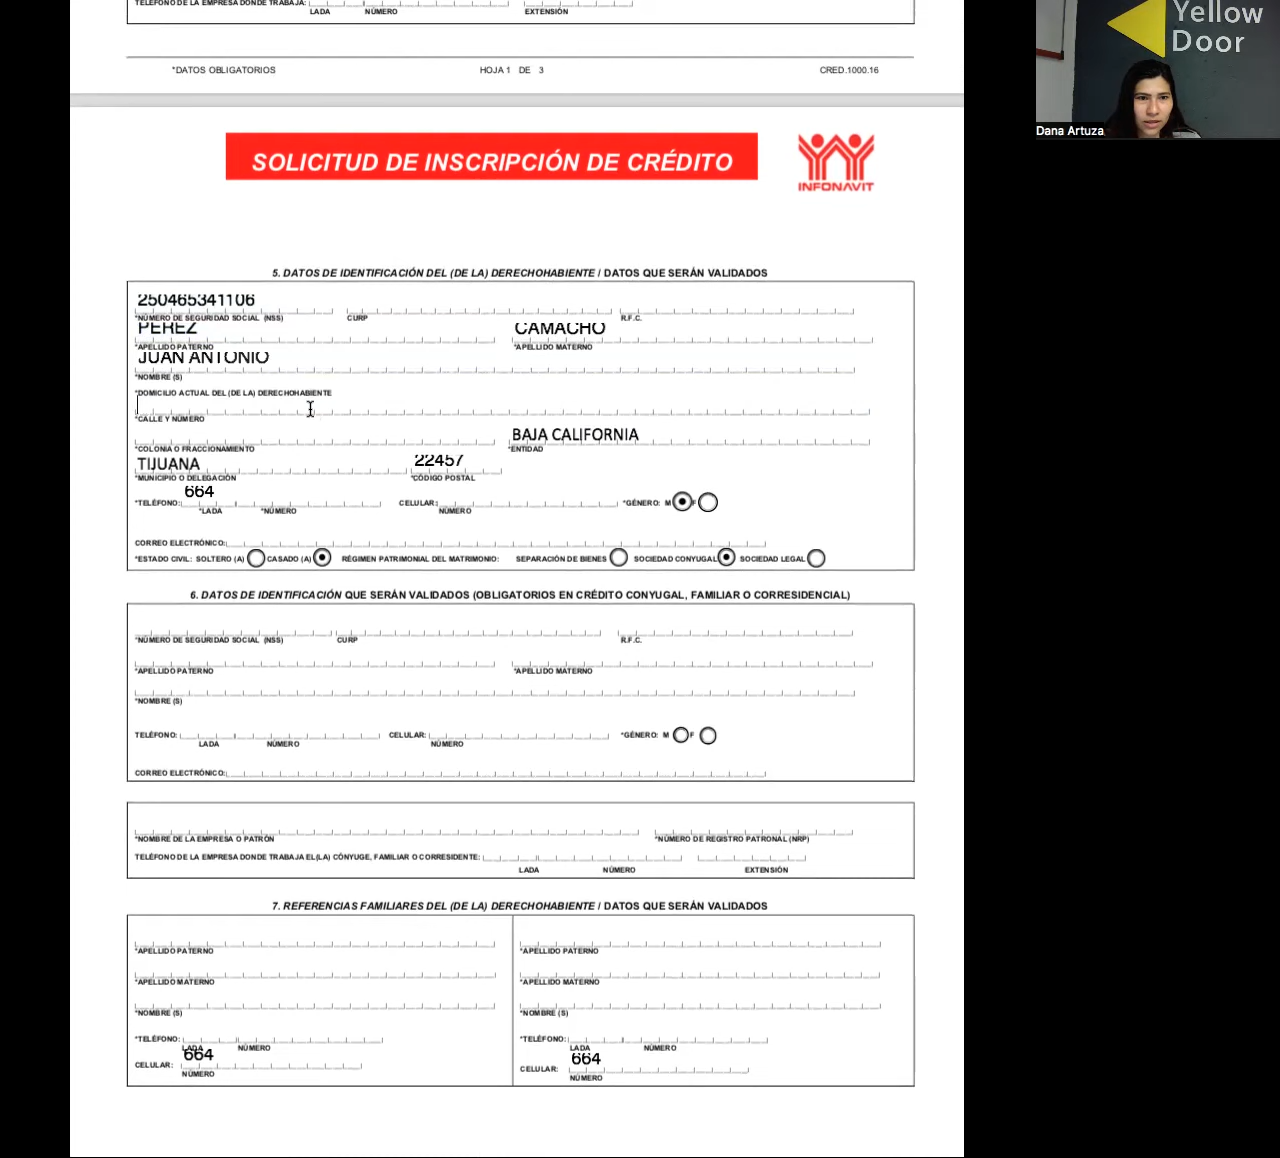 TELÉFONO DE LA EMPRESA DONDE TRABAJA:
LADA NÚMERO EXTENSIÓN
*DATOS OBLIGATORIOS HOJA 1 DE 3 CRED.1000.16
Yellow
Door
Dana Artuza
SOLICITUD DE INSCRIPCIÓN DE CRÉDITO
INFONAVIT
5. DATOS DE IDENTIFICACIÓN DEL (DE LA) DERECHOHABIENTE / DATOS QUE SERÁN VALIDADOS
250465341106
*NÚMERO DE SEGURIDAD SOCIAL (NSS) CURP R.F.C.
PEREZ CAMACHO
*APELLIDO PATERNO *APELLIDO MATERNO
JUAN ANTONIO
*NOMBRE (S)
*DOMICILIO ACTUAL DEL (DE LA) DERECHOHABIENTE
*CALLE Y NÚMERO
BAJA CALIFORNIA
*COLONIA O FRACCIONAMIENTO *ENTIDAD
TIJUANA 22457
*MUNICIPIO O DELEGACIÓN *CÓDIGO POSTAL
664
*TELÉFONO: CELULAR: *GÉNERO: M F
*LADA *NÚMERO NÚMERO
CORREO ELECTRÓNICO:
*ESTADO CIVIL: SOLTERO (A) CASADO (A) RÉGIMEN PATRIMONIAL DEL MATRIMONIO: SEPARACIÓN DE BIENES SOCIEDAD CONYUGAL SOCIEDAD LEGAL
6. DATOS DE IDENTIFICACIÓN QUE SERÁN VALIDADOS (OBLIGATORIOS EN CRÉDITO CONYUGAL, FAMILIAR O CORRESIDENCIAL)
*NÚMERO DE SEGURIDAD SOCIAL (NSS) CURP R.F.C.
*APELLIDO PATERNO *APELLIDO MATERNO
*NOMBRE (S)
TELÉFONO: CELULAR: *GÉNERO: M F
LADA NÚMERO NÚMERO
CORREO ELECTRÓNICO:
*NOMBRE DE LA EMPRESA O PATRÓN *NÚMERO DE REGISTRO PATRONAL (NRP)
TELÉFONO DE LA EMPRESA DONDE TRABAJA EL(LA) CÓNYUGE, FAMILIAR O CORRESIDENTE:
LADA NÚMERO EXTENSIÓN
7. REFERENCIAS FAMILIARES DEL (DE LA) DERECHOHABIENTE / DATOS QUE SERÁN VALIDADOS
*APELLIDO PATERNO *APELLIDO PATERNO
*APELLIDO MATERNO *APELLIDO MATERNO
*NOMBRE (S) *NOMBRE (S)
*TELÉFONO: *TELÉFONO:
LADA NÚMERO LADA NÚMERO
664 664
CELULAR: CELULAR:
NÚMERO NÚMERO